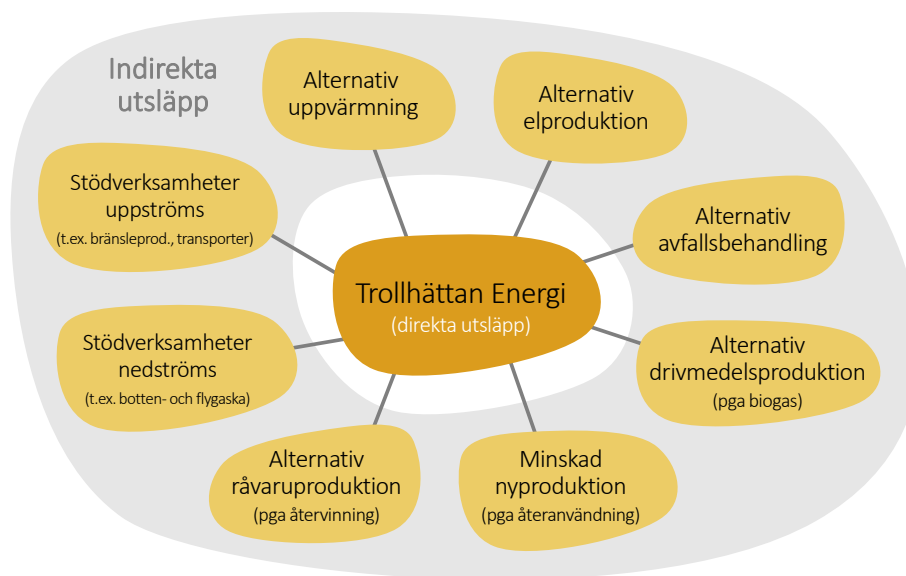 Indirekta
utsläpp
Alternativ
uppvärmning
Alternativ
elproduktion
Stödverksamheter
uppströms
(t.ex. bränsleprod., transporter)
Alternativ
avfallsbehandling
Trollhättan Energi
(direkta utsläpp)
Stödverksamheter
nedströms
(t.ex. botten- och flygaska)
Alternativ
drivmedelsproduktion
(pga biogas)
Alternativ
råvaruproduktion
(pga återvinning)
Minskad
nyproduktion
(pga återanvändning)